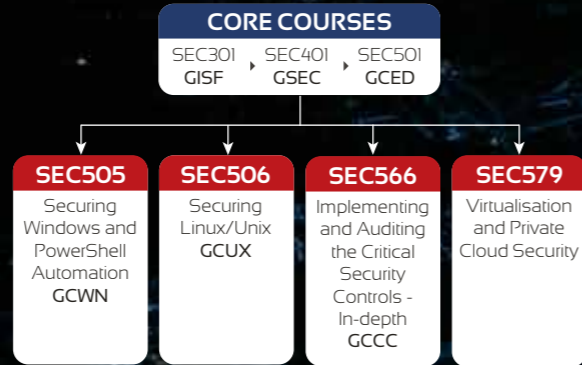 CORE COURSES
SEC301 SEC401 SEC501
GISF GSEC GCED
SEC505
Securing
Windows and
PowerShell
Automation
GCWN
SEC506
Securing
Linux/Unix
GCUX
SEC566
Implementing
and Auditing
the Critical
Security
Controls -
In-depth
GCCC
SEC579
Virtualisation
and Private
Cloud Security